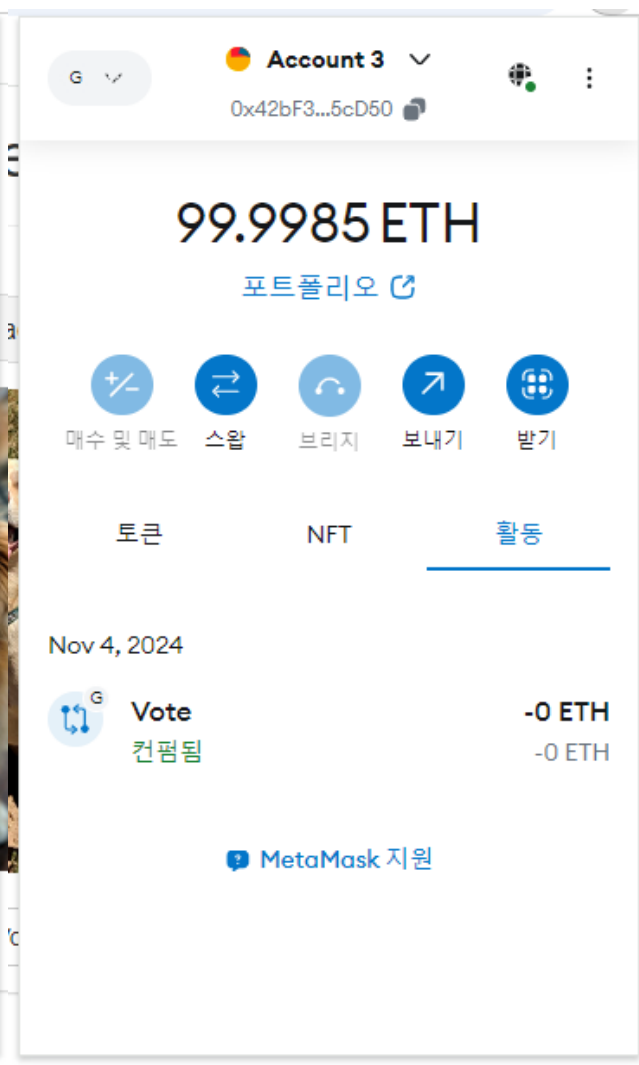 G
Account 3
0x42bF3...5cD50
99.9985 ETH
포트폴리오
매수 및 매도 스왑 브리지 보내기 받기
토큰 NFT 활동
Nov 4, 2024
G
Vote -0 ETH
컨펌됨 -0 ETH
MetaMask 지원